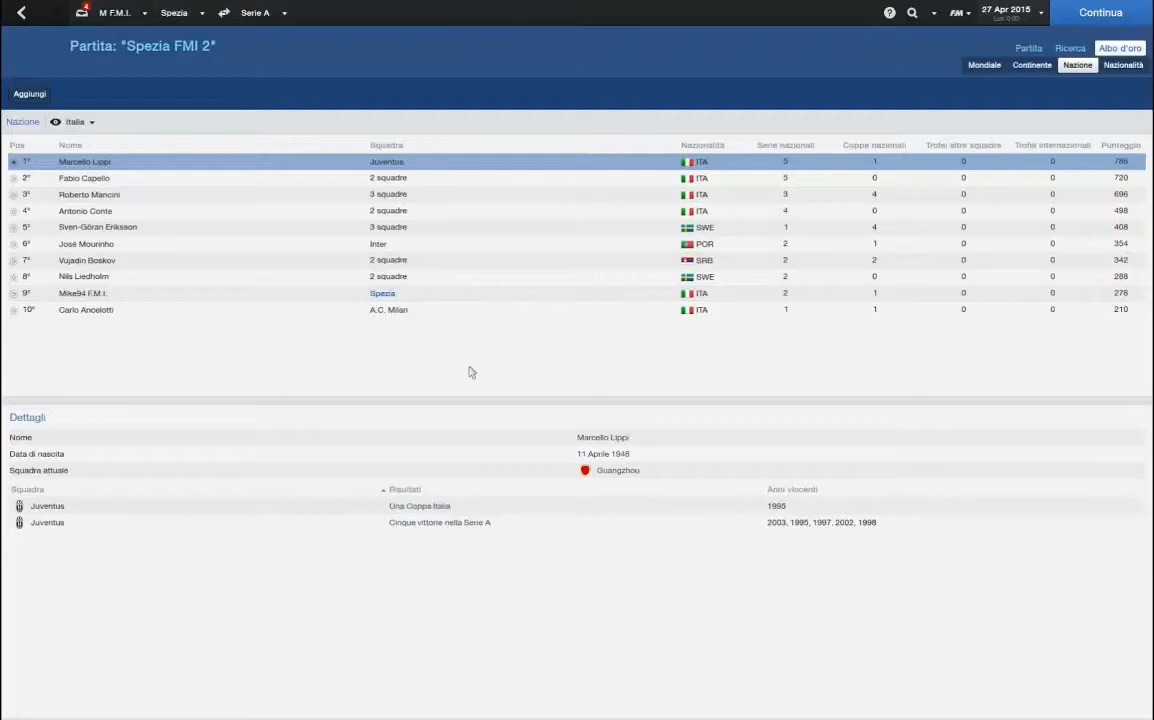 4 M F.M.I. Spezia Serie A FM 27 Apr 2015 Lun 0:00 Continua
Partita: "Spezia FMI 2"
Partita Ricerca Albo d'oro
Mondiale Continente Nazione Nazionalità
Aggiungi
Nazione Italia
Pos Nome Squadra Nazionalità Serie nazionali Coppe nazionali Trofei altre squadre Trofei internazionali Punteggio
1° Marcello Lippi Juventus ITA 5 1 0 0 786
2° Fabio Capello 2 squadre ITA 5 0 0 0 720
3° Roberto Mancini 3 squadre ITA 3 4 0 0 696
4° Antonio Conte 2 squadre ITA 4 0 0 0 498
5° Sven-Göran Eriksson 3 squadre SWE 1 4 0 0 408
6° José Mourinho Inter POR 2 1 0 0 354
7° Vujadin Boskov 2 squadre SRB 2 2 0 0 342
8° Nils Liedholm 2 squadre SWE 2 0 0 0 288
9° Mike94 F.M.I. Spezia ITA 2 1 0 0 276
10° Carlo Ancelotti A.C. Milan ITA 1 1 0 0 210
Dettagli
Nome Marcello Lippi
Data di nascita 11 Aprile 1948
Squadra attuale Guangzhou
Squadra Risultati Anni vincenti
Juventus Una Coppa Italia 1995
Juventus Cinque vittorie nella Serie A 2003, 1995, 1997, 2002, 1998